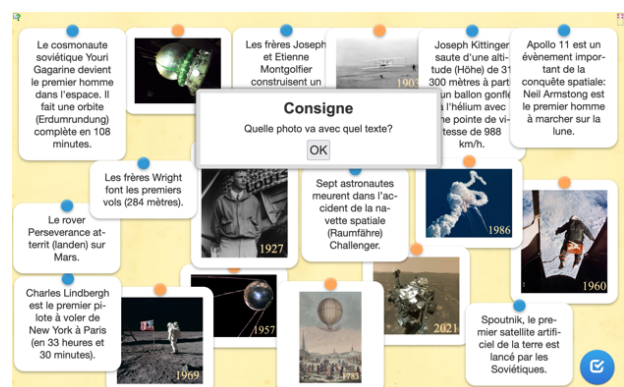 Le cosmonaute
soviétique Youri
Gagarine devient
le premier homme
dans l'espace. Il
fait une orbite
(Erdumrundung)
complète en 108
minutes.
Les frères Joseph
et Etienne
Montgolfier
construisent un
1903
Joseph Kittinger
saute d'une alti-
tude (Höhe) de 31
300 mètres à part
un ballon gonflé
l'hélium avec
ne pointe de vi-
tesse de 988
km/h.
Apollo 11 est un
évènement impor-
tant de la
conquête spatiale:
Neil Armstong est
le premier homme
à marcher sur la
lune.
Consigne
Quelle photo va avec quel texte?
OK
Les frères Wright
font les premiers
vols (284 mètres).
1927
Sept astronautes
meurent dans l'ac-
cident de la na-
vette spatiale
(Raumfähre)
Challenger.
1986
1960
Le rover
Perseverance at-
territ (landen) sur
Mars.
Charles Lindbergh
est le premier pi-
lote à voler de
New York à Paris
(en 33 heures et
30 minutes).
1969
1957
1783
2021
Spoutnik, le pre-
mier satellite artifi-
ciel de la terre est
lancé par les
Soviétiques.